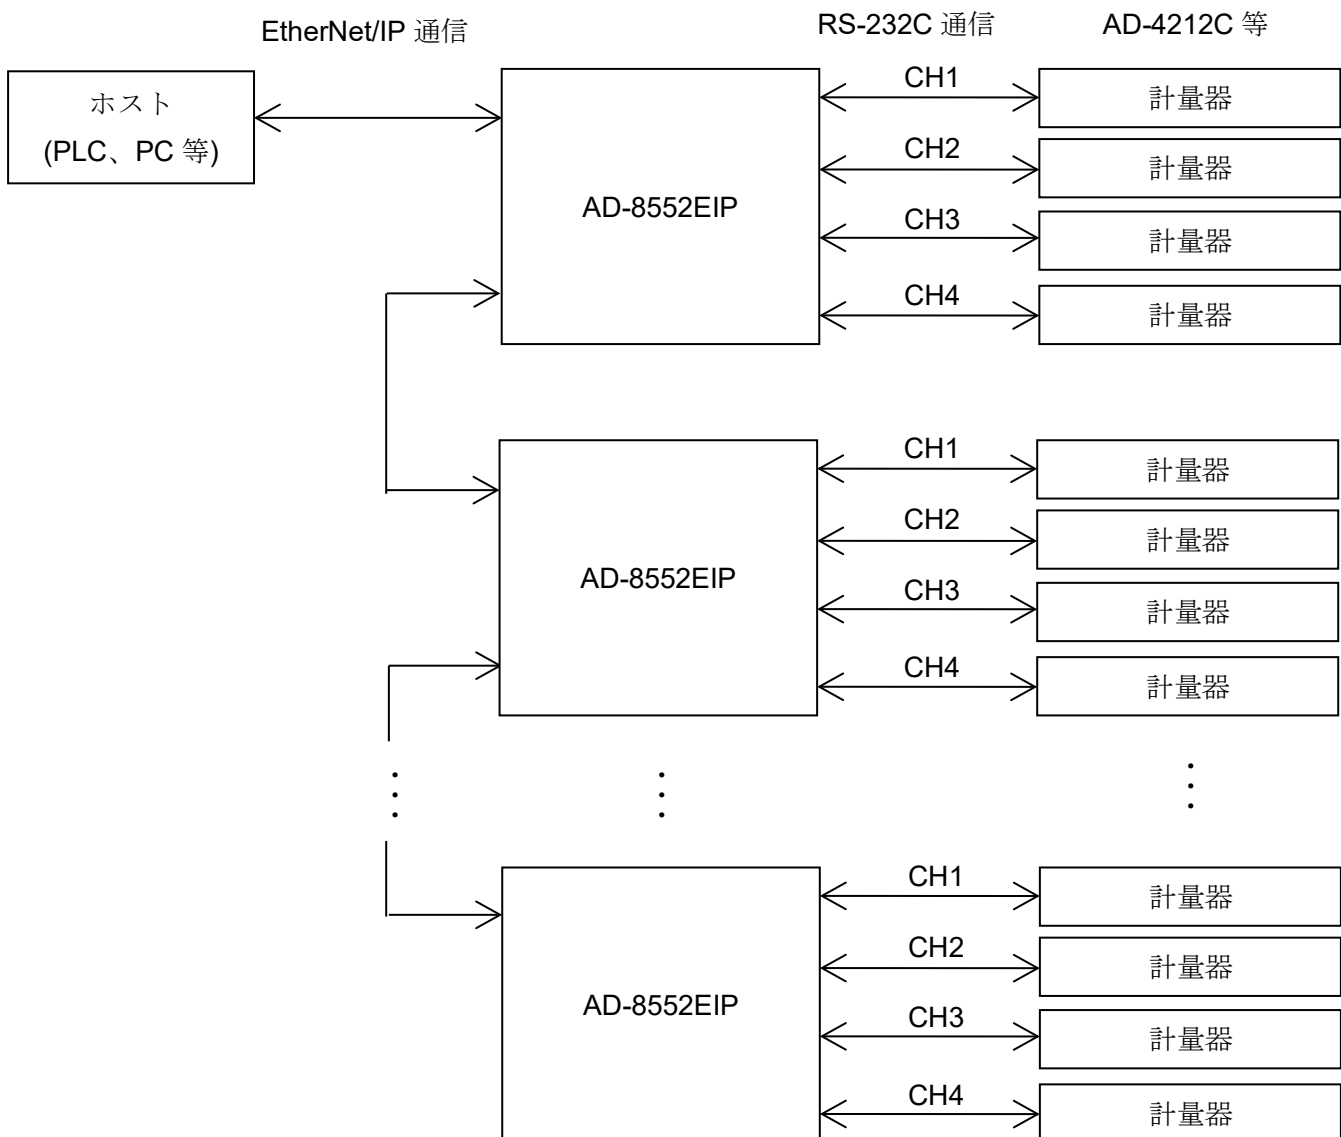 EtherNet/IP 通信
RS-232C 通信
AD-4212C 等
ホスト
(PLC、PC 等)
AD-8552EIP
CH1
計量器
CH2
計量器
CH3
計量器
CH4
計量器
AD-8552EIP
CH1
計量器
CH2
計量器
CH3
計量器
CH4
計量器
AD-8552EIP
CH1
計量器
CH2
計量器
CH3
計量器
CH4
計量器